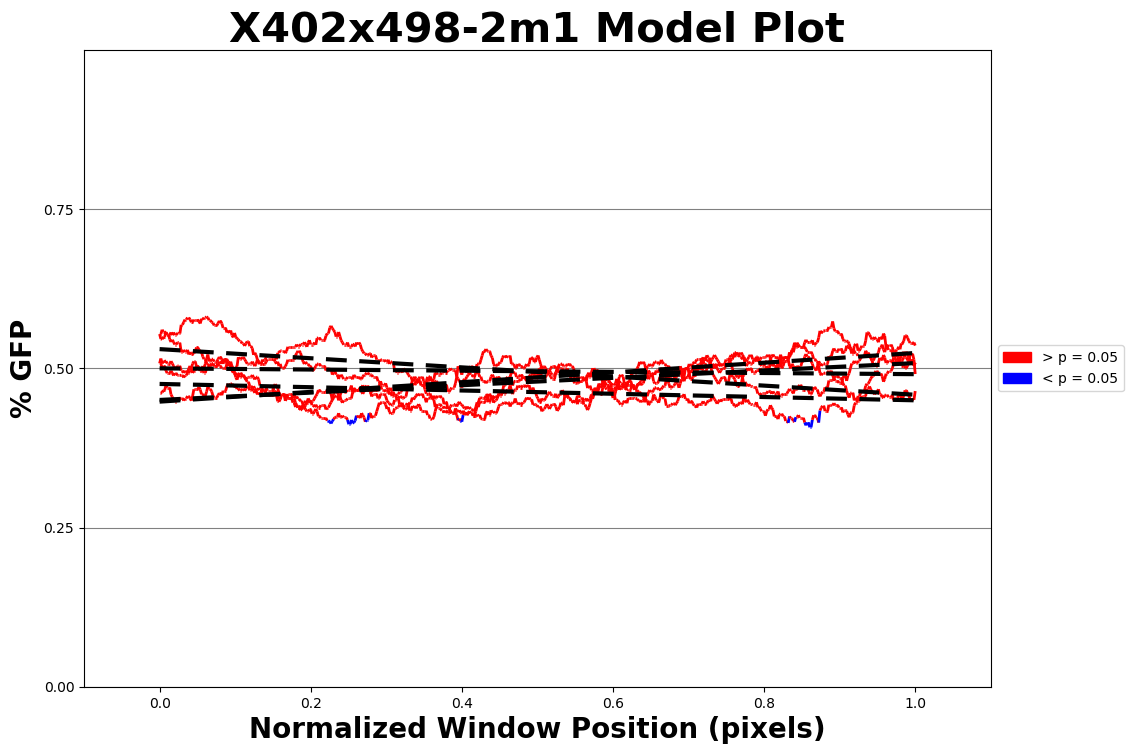 X402x498-2m1 Model Plot
% GFP
0.75
0.50
0.25
0.00
0.0 0.2 0.4 0.6 0.8 1.0
Normalized Window Position (pixels)
> p = 0.05
< p = 0.05